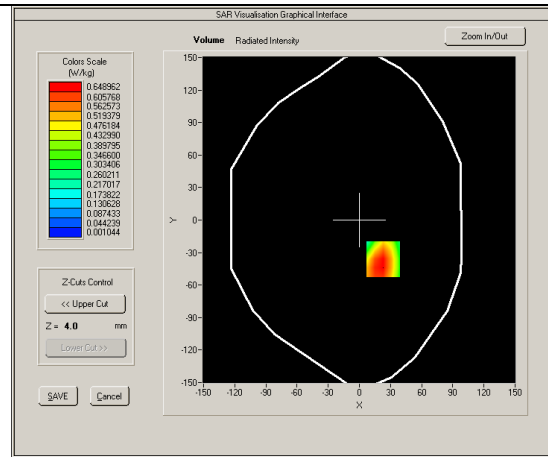 SAR Visualisation Graphical Interface
Volume Radiated Intensity
Zoom In/Out
Colors Scale
(W/kg)
0.648962
0.605768
0.562573
0.519379
0.476184
0.432990
0.389795
0.346600
0.303406
0.260211
0.217017
0.173822
0.130628
0.087433
0.044239
0.001044
Z-Cuts Control
<< Upper Cut
Z = 4.0 mm
Lower Cut >>
SAVE Cancel
150
120
90
60
30
0
-30
-60
-90
-120
-150
Y
-150 -120 -90 -60 -30 0 30 60 90 120 150
X